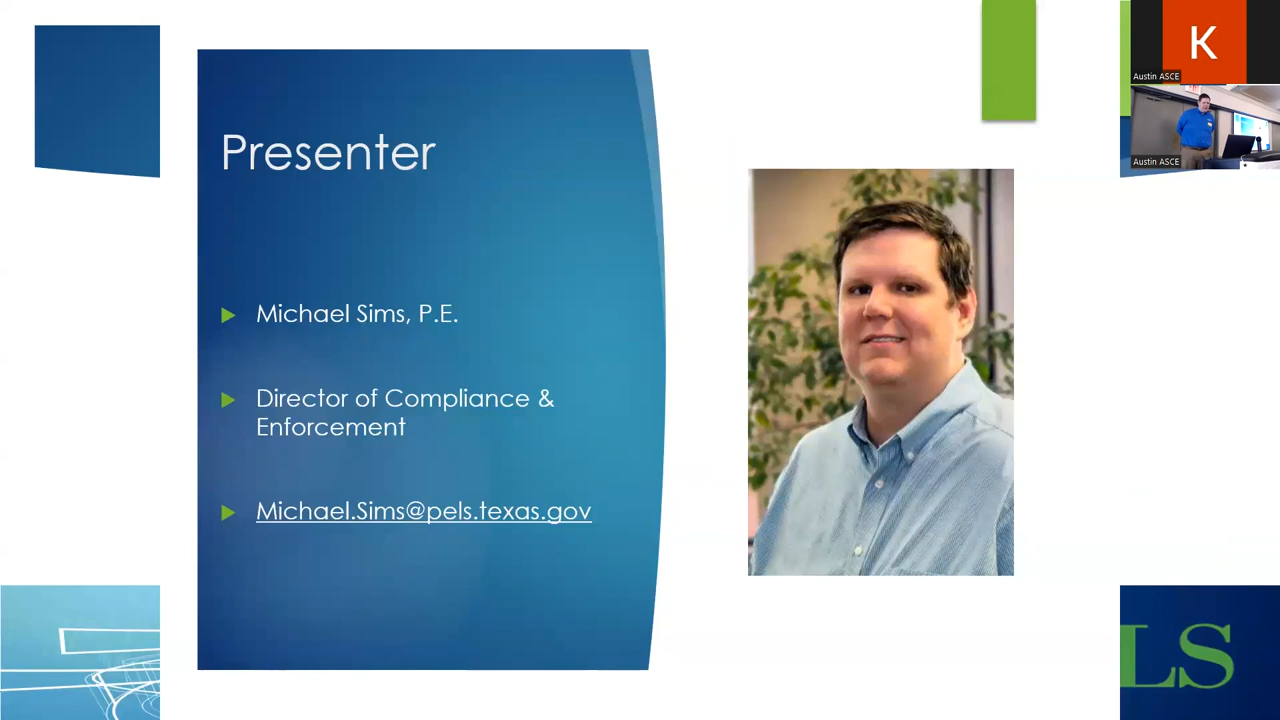 Presenter
Michael Sims, P.E.
Director of Compliance &
Enforcement
Michael.Sims@pels.texas.gov
K
Austin ASCE
Austin ASCE
LS